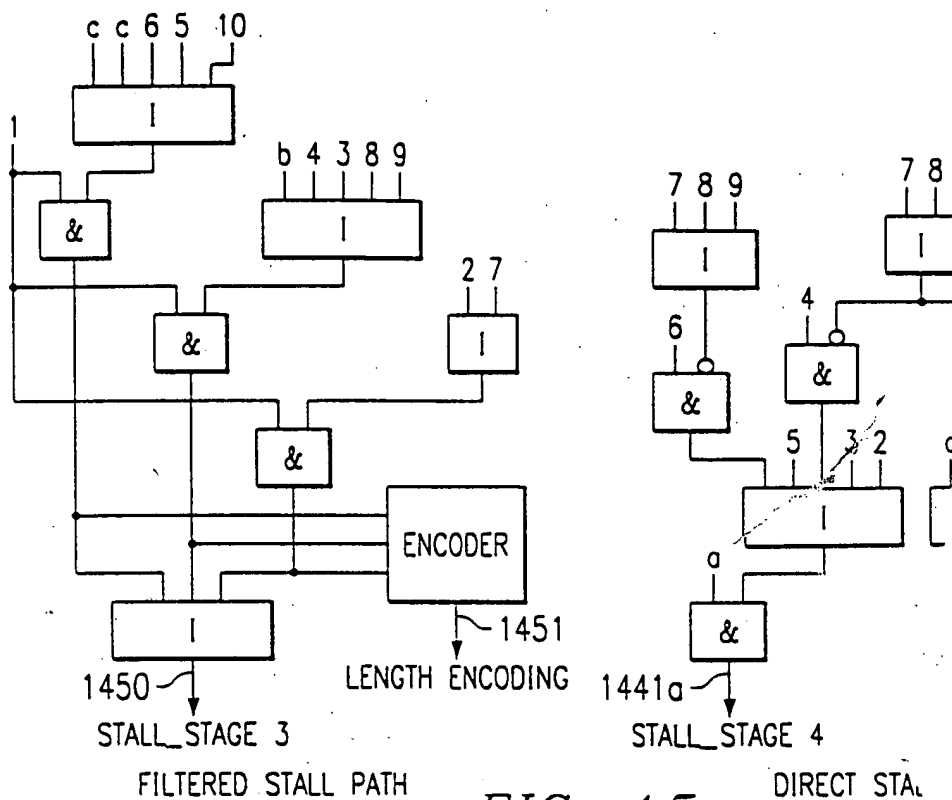 c c 6 5 10
1
I
b 4 3 8 9
&
I
7 8 9
7 8
I
I
2 7
&
I
4
6
&
&
&
5 3 2
ENCODER
I
a
I
&
1451
LENGTH ENCODING
1450
1441a
STALL_STAGE 3
STALL_STAGE 4
FILTERED STALL PATH
DIRECT